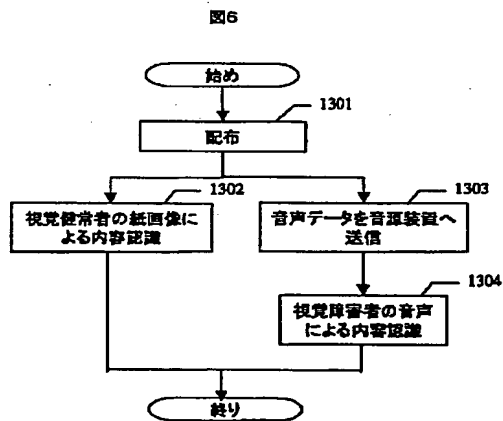 図6
始め
1301
配布
1302
視覚健常者の紙画像に
よる内容認識
1303
音声データを音源装置へ
送信
1304
視覚障害者の音声
による内容認識
終り